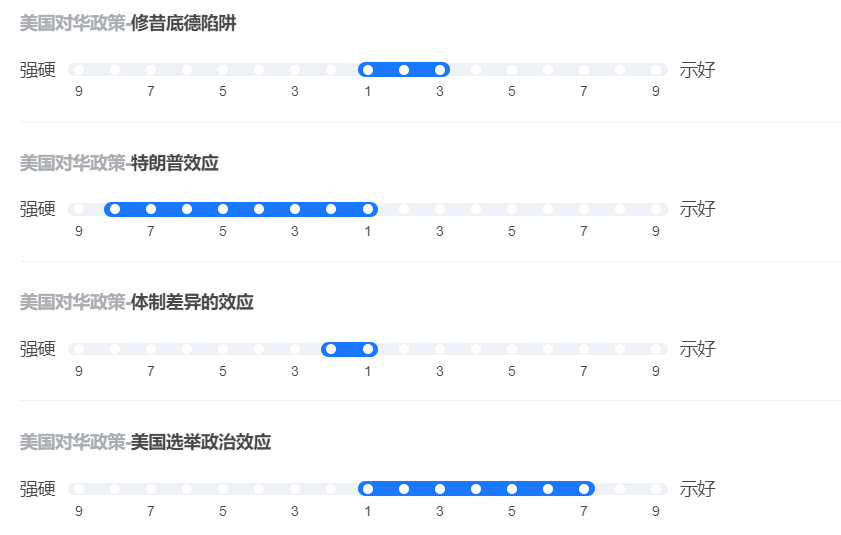 美国对华政策-修昔底德陷阱
强硬 示好
9 7 5 3 1 3 5 7 9
美国对华政策-特朗普效应
强硬 示好
9 7 5 3 1 3 5 7 9
美国对华政策-体制差异的效应
强硬 示好
9 7 5 3 1 3 5 7 9
美国对华政策-美国选举政治效应
强硬 示好
9 7 5 3 1 3 5 7 9